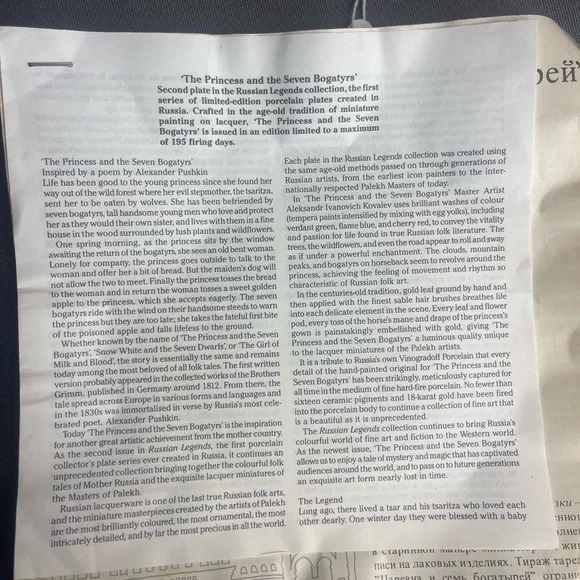 'The Princess and the Seven Bogatyrs'
Second plate in the Russian Legends collection, the first
series of limited-edition porcelain plates created in
Russia. Crafted in the age-old tradition of miniature
painting on lacquer, 'The Princess and the Seven
Bogatyrs' is issued in an edition limited to a maximum
of 195 firing days.
'The Princess and the Seven Bogatyrs'
Inspired by a poem by Alexander Pushkin
Life has been good to the young princess since she found her
way out of the wild forest where her evil stepmother, the tsaritza,
sent her to be eaten by wolves. She has been befriended by
seven bogatyrs, tall handsome young men who love and protect
her as they would their own sister, and lives with them in a fine
house in the wood surrounded by lush plants and wildflowers.
One spring morning, as the princess sits by the window
awaiting the return of the bogatyrs, she sees an old bent woman.
Lonely for company, the princess goes outside to talk to the
woman and offer her a bit of bread. But the maiden's dog will
not allow the two to meet. Finally the princess tosses the bread
to the woman and in return the woman tosses a sweet golden
apple to the princess, which she accepts eagerly. The seven
bogatyrs ride with the wind on their handsome steeds to warn
the princess but they are too late; she takes the fateful first bite
of the poisoned apple and falls lifeless to the ground.
Whether known by the name of 'The Princess and the Seven
Bogatyrs', 'Snow White and the Seven Dwarfs', or 'The Girl of
Milk and Blood', the story is essentially the same and remains
today among the most beloved of all folk tales. The first written
version probably appeared in the collected works of the Brothers
Grimm, published in Germany around 1812. From there, the
tale spread across Europe in various forms and languages and
in the 1830s was immortalised in verse by Russia's most cele-
brated poet, Alexander Pushkin.
Today 'The Princess and the Seven Bogatyrs' is the inspiration
for another great artistic achievement from the mother country.
As the second issue in Russian Legends, the first porcelain
collector's plate series ever created in Russia, it continues an
unprecedented collection bringing together the colourful folk
tales of Mother Russia and the exquisite lacquer miniatures of
the Masters of Palekh.
Russian lacquerware is one of the last true Russian folk arts,
and the miniature masterpieces created by the artists of Palekh
are the most brilliantly coloured, the most ornamental, the most
intricately detailed, and by far the most precious in all the world.
Each plate in the Russian Legends collection was created using
the same age-old methods passed on through generations of
Russian artists, from the earliest icon painters to the inter-
nationally respected Palekh Masters of today.
In 'The Princess and the Seven Bogatyrs' Master Artist
Aleksandr Ivanovich Kovalev uses brilliant washes of colour
(tempera paints intensified by mixing with egg yolks), including
verdant green, flame blue, and cherry red, to convey the vitality
and passion for life found in true Russian folk literature. The
trees, the wildflowers, and even the road appear to roll and sway
as if under a powerful enchantment. The clouds, mountain
peaks, and bogatyrs on horseback seem to revolve around the
princess, achieving the feeling of movement and rhythm so
characteristic of Russian folk art.
In the centuries-old tradition, gold leaf ground by hand and
then applied with the finest sable hair brushes breathes life
into each delicate element in the scene. Every leaf and flower
pod, every toss of the horse's mane and drape of the princess's
gown is painstakingly embellished with gold, giving 'The
Princess and the Seven Bogatyrs' a luminous quality unique
to the lacquer miniatures of the Palekh artists.
It is a tribute to Russia's own Vinogradoff Porcelain that every
detail of the hand-painted original for 'The Princess and the
Seven Bogatyrs' has been strikingly, meticulously captured for
all time in the medium of fine hard-fire porcelain. No fewer than
sixteen ceramic pigments and 18-karat gold have been fired
into the porcelain body to continue a collection of fine art that
is a beautiful as it is unprecedented.
The Russian Legends collection continues to bring Russia's
colourful world of fine art and fiction to the Western world.
As the newest issue, 'The Princess and the Seven Bogatyrs'
allows us to enjoy a tale of mystery and magic that has captivated
audiences around the world, and to pass on to future generations
an exquisite art form nearly lost in time.
The Legend
Long ago, there lived a tsar and his tsaritza who loved each
other dearly. One winter day they were blessed with a baby
рей
писи на лаковых изделиях. Тираж таре
"Царевна и семь богатырей" ограни